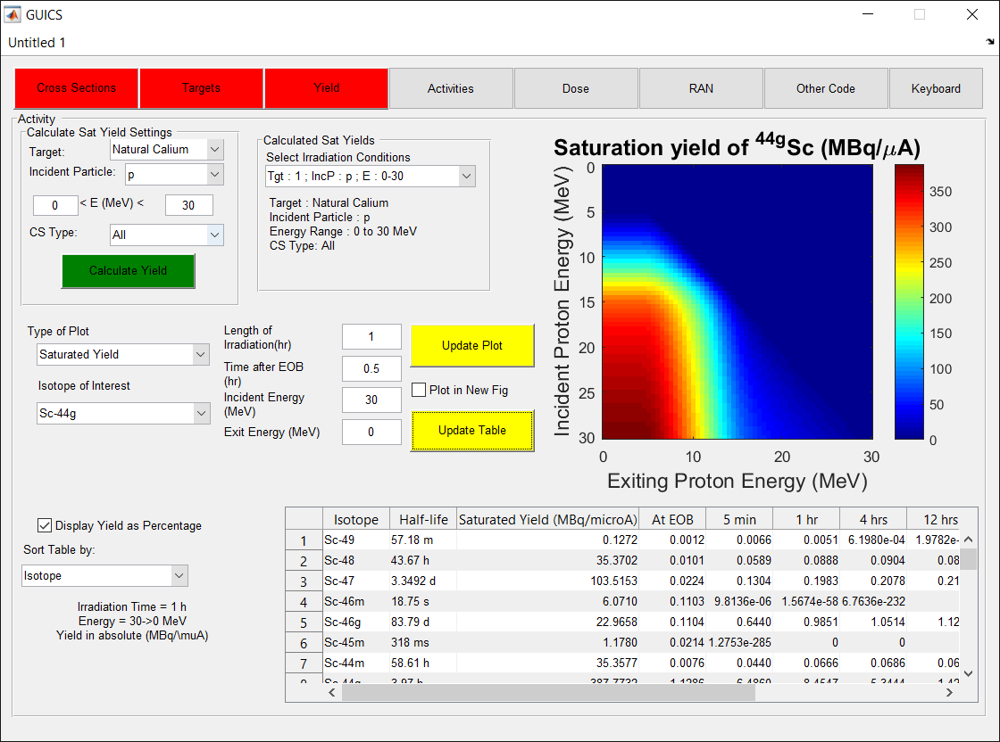 GUICS
Untitled 1
Cross Sections Targets Yield Activities Dose RAN Other Code Keyboard
Activity
Calculate Sat Yield Settings
Target: Natural Calium
Incident Particle: p
0 < E (MeV) < 30
CS Type: All
Calculate Yield
Calculated Sat Yields
Select Irradiation Conditions
Tgt : 1 ; IncP : p ; E : 0-30
Target : Natural Calium
Incident Particle : p
Energy Range : 0 to 30 MeV
CS Type: All
Saturation yield of 44gSc (MBq/μA)
Incident Proton Energy (MeV)
0
5
10
15
20
25
30
0 10 20 30
Exiting Proton Energy (MeV)
350
300
250
200
150
100
50
0
Type of Plot
Saturated Yield
Isotope of Interest
Sc-44g
Length of
Irradiation(hr)
1
Time after EOB
(hr)
0.5
Incident Energy
(MeV)
30
Exit Energy (MeV) 0
Update Plot
Plot in New Fig
Update Table
Display Yield as Percentage
Sort Table by:
Isotope
Irradiation Time = 1 h
Energy = 30->0 MeV
Yield in absolute (MBq/\muA)
Isotope Half-life Saturated Yield (MBq/microA) At EOB 5 min 1 hr 4 hrs 12 hrs
1 Sc-49 57.18 m 0.1272 0.0012 0.0066 0.0051 6.1980e-04 1.9782e-
2 Sc-48 43.67 h 35.3702 0.0101 0.0589 0.0888 0.0904 0.08
3 Sc-47 3.3492 d 103.5153 0.0224 0.1304 0.1983 0.2078 0.21
4 Sc-46m 18.75 s 6.0710 0.1103 9.8136e-06 1.5674e-58 6.7636e-232
5 Sc-46g 83.79 d 22.9658 0.1104 0.6440 0.9851 1.0514 1.12
6 Sc-45m 318 ms 1.1780 0.0214 1.2753e-285 0 0
7 Sc-44m 58.61 h 35.3577 0.0076 0.0440 0.0666 0.0686 0.06
Sc-44g 3.97 h 387.7732 1.1286 6.4860 8.4547 5.3444